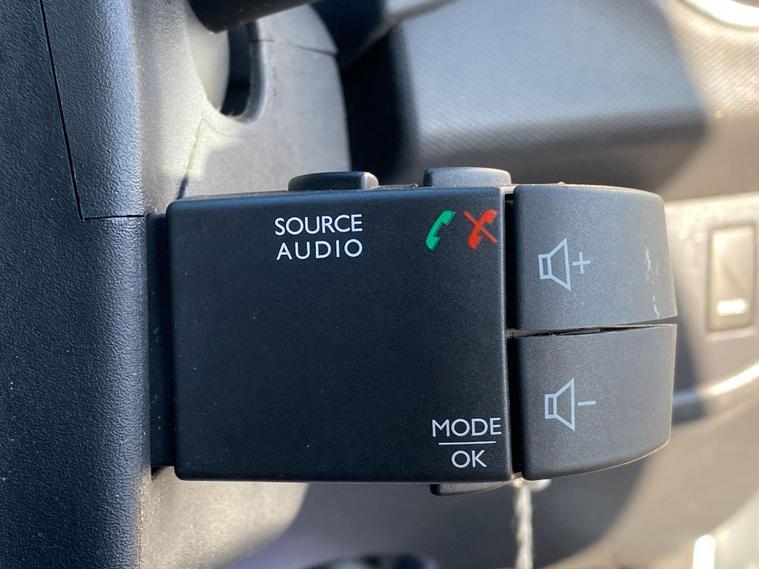 SOURCE
AUDIO
+
-
MODE
OK